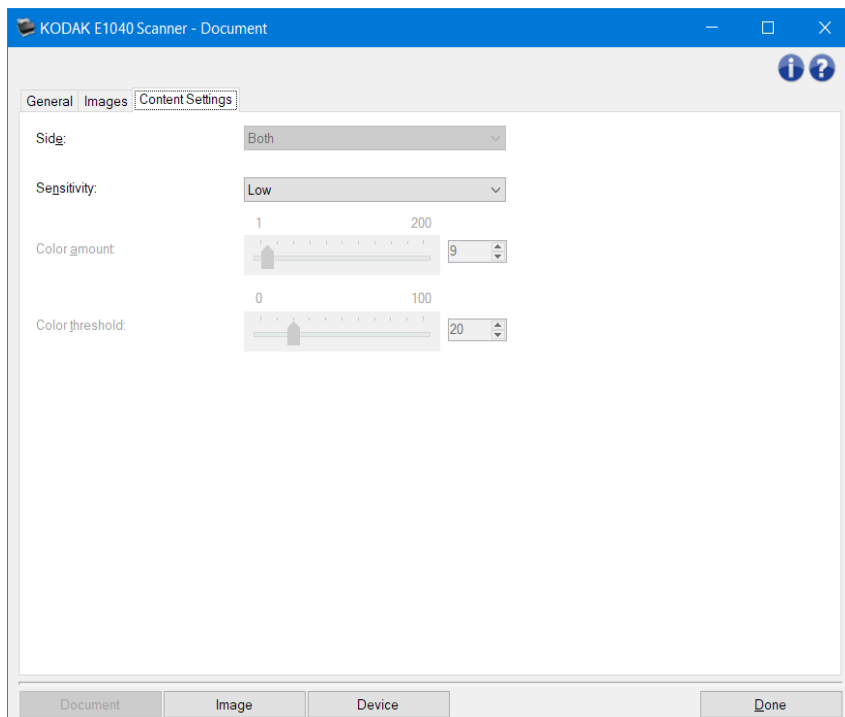 KODAK E1040 Scanner - Document
General Images Content Settings
Side: Both
Sensitivity: Low
1 200
Color amount: 9
0 100
Color threshold: 20
Document Image Device Done